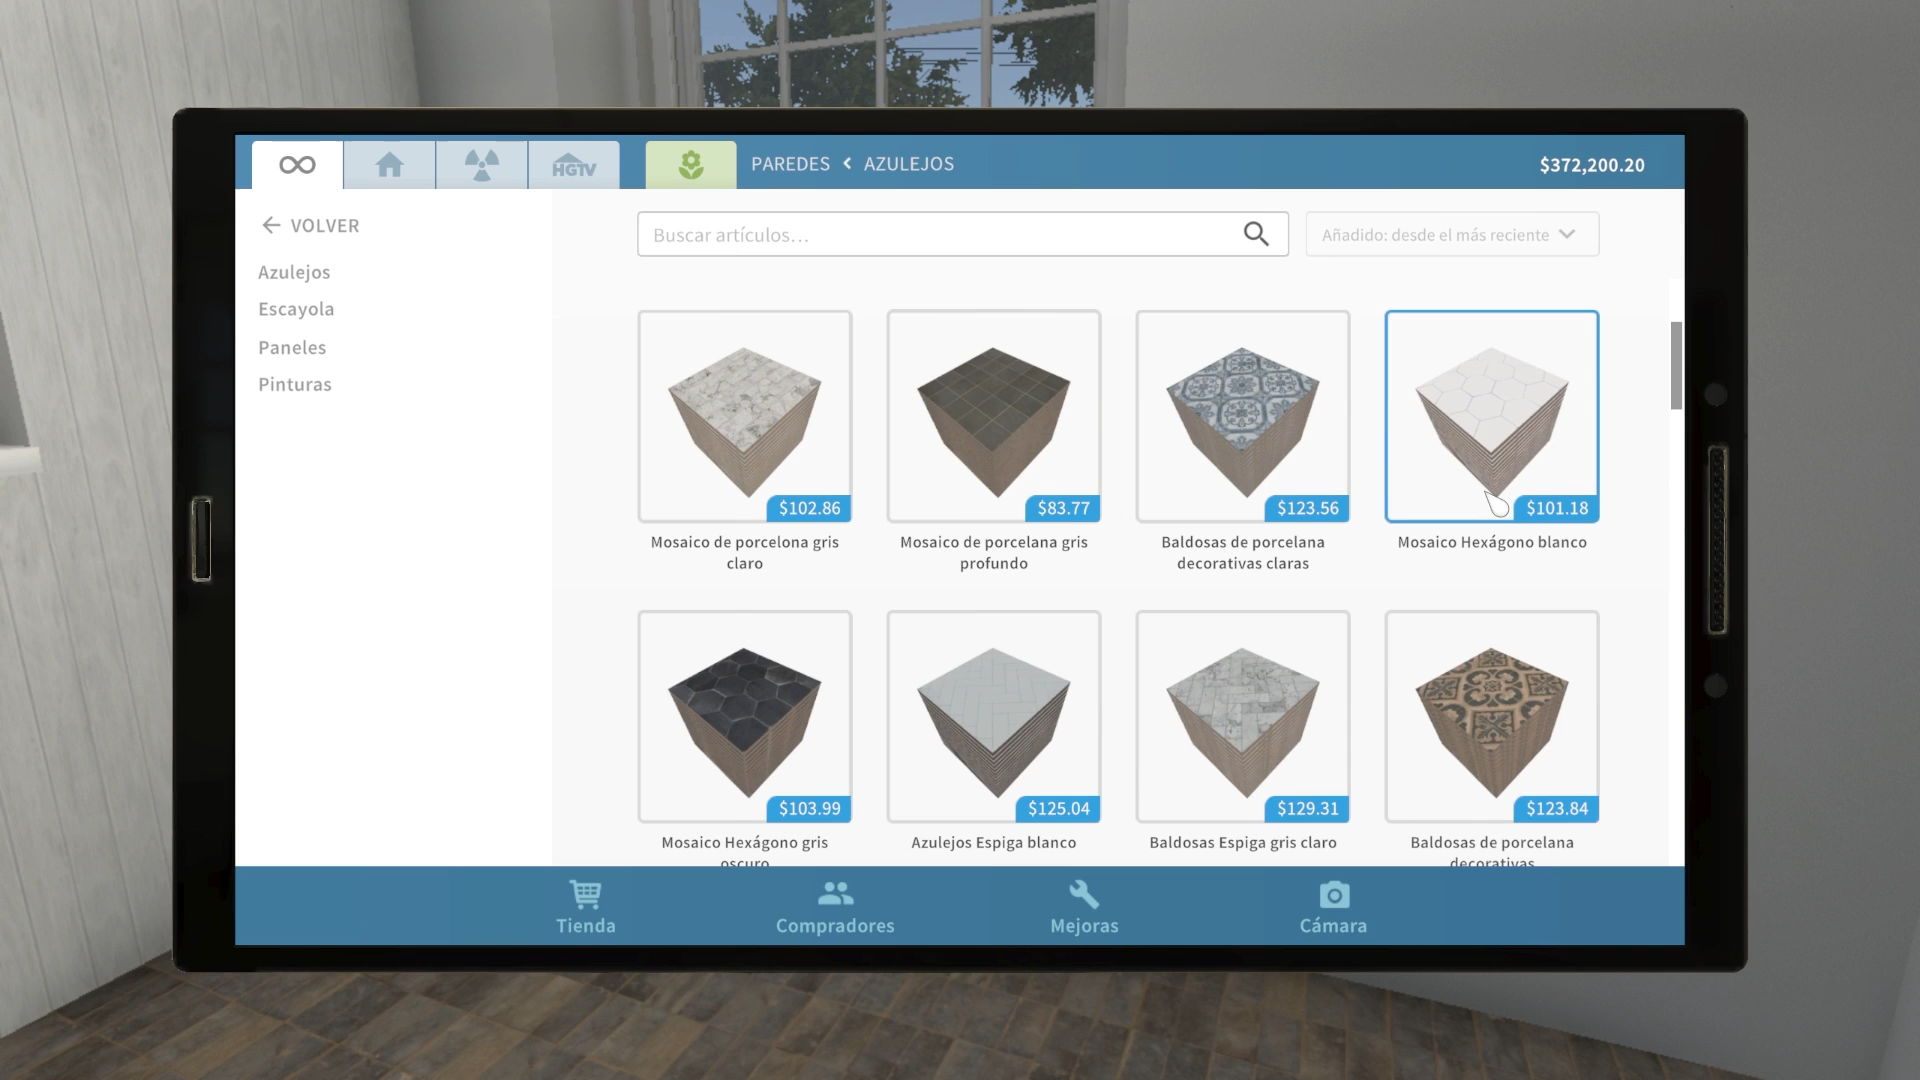 HGTV
PAREDES < AZULEJOS
$372,200.20
VOLVER
Azulejos
Escayola
Paneles
Pinturas
Buscar artículos...
Añadido: desde el más reciente
$102.86
Mosaico de porcelona gris
claro
$83.77
Mosaico de porcelana gris
profundo
$123.56
Baldosas de porcelana
decorativas claras
$101.18
Mosaico Hexágono blanco
$103.99
Mosaico Hexágono gris
oscuro
$125.04
Azulejos Espiga blanco
$129.31
Baldosas Espiga gris claro
$123.84
Baldosas de porcelana
decorativas
Tienda
Compradores
Mejoras
Cámara